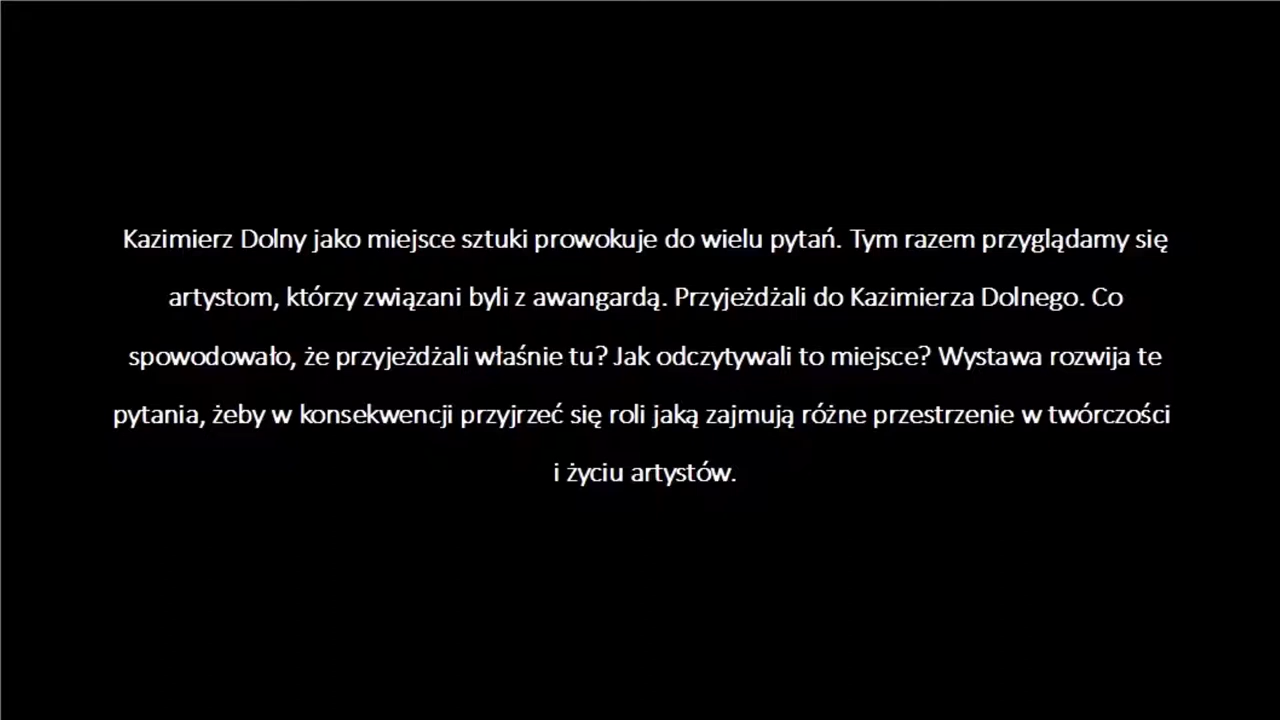 Kazimierz Dolny jako miejsce sztuki prowokuje do wielu pytań. Tym razem przyglądamy się
artystom, którzy związani byli z awangardą. Przyjeżdżali do Kazimierza Dolnego. Co
spowodowało, że przyjeżdżali właśnie tu? Jak odczytywali to miejsce? Wystawa rozwija te
pytania, żeby w konsekwencji przyjrzeć się roli jaką zajmują różne przestrzenie w twórczości
i życiu artystów.